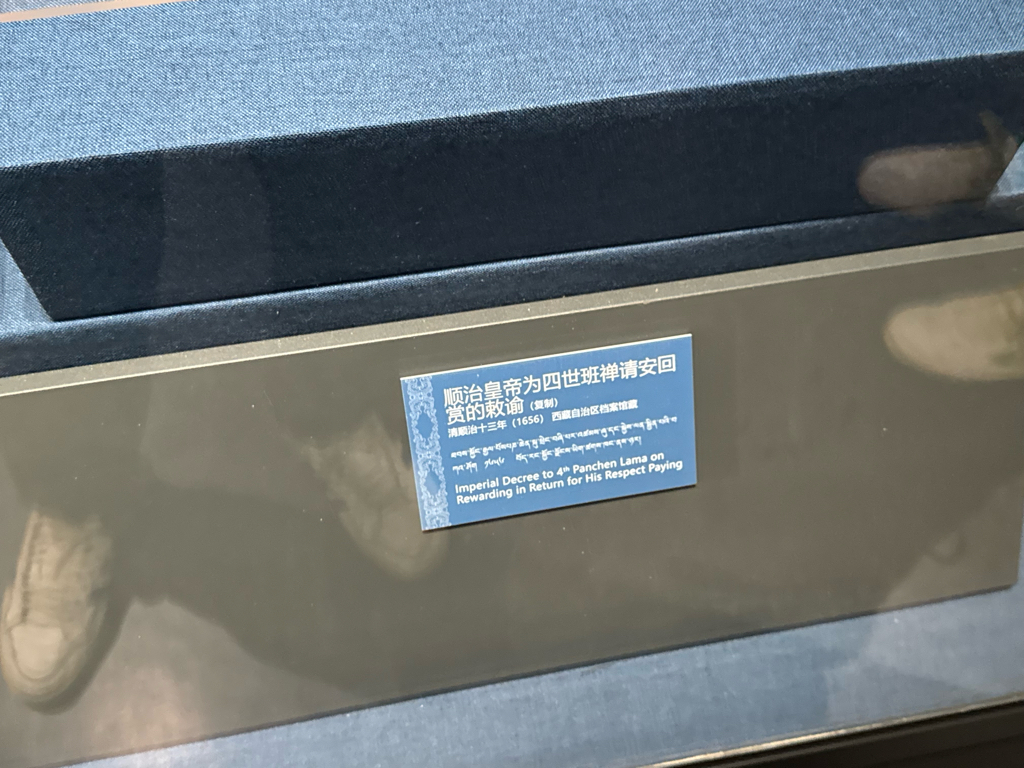 顺治皇帝为四世班禅请安回
赏的敕谕（复制）
清顺治十三年（1656） 西藏自治区档案馆藏
Imperial Decree to 4th Panchen Lama on
Rewarding in Return for His Respect Paying